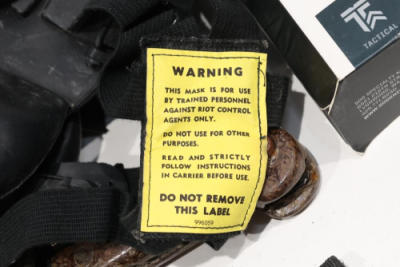 WARNING
THIS MASK IS FOR USE
BY TRAINED PERSONNEL
AGAINST RIOT CONTROL
AGENTS ONLY.
DO NOT USE FOR OTHER
PURPOSES.
READ AND STRICTLY
FOLLOW INSTRUCTIONS
IN CARRIER BEFORE USE.
DO NOT REMOVE
THIS LABEL
996059
TACTICAL